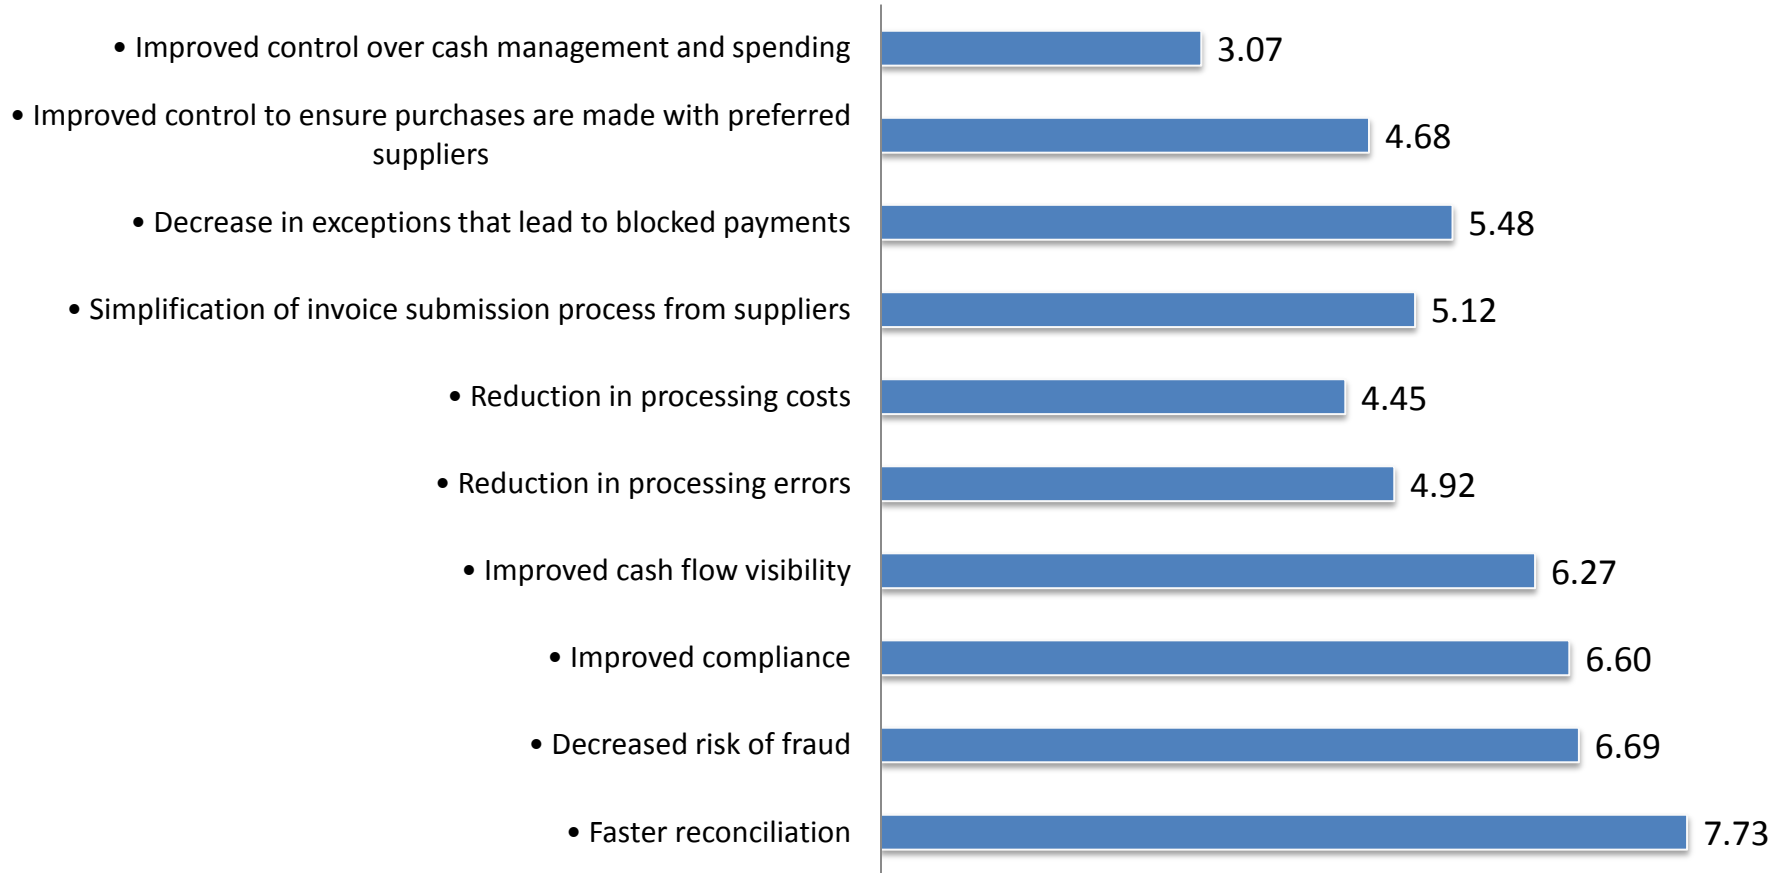 • Improved control over cash management and spending
3.07
• Improved control to ensure purchases are made with preferred
suppliers
4.68
• Decrease in exceptions that lead to blocked payments
5.48
• Simplification of invoice submission process from suppliers
5.12
• Reduction in processing costs
4.45
• Reduction in processing errors
4.92
• Improved cash flow visibility
6.27
• Improved compliance
6.60
• Decreased risk of fraud
6.69
• Faster reconciliation
7.73